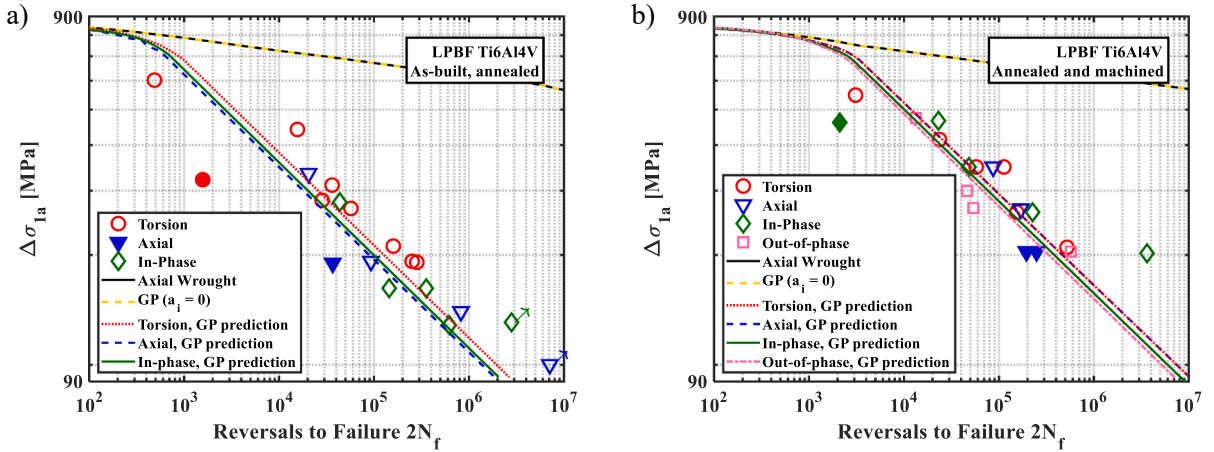 a)
900
LPBF Ti6Al4V
As-built, annealed
Δσ1a [MPa]
Torsion
Axial
In-Phase
Axial Wrought
GP (ai = 0)
Torsion, GP prediction
Axial, GP prediction
In-phase, GP prediction
90
10^2
10^3
10^4
10^5
10^6
10^7
Reversals to Failure 2Nf
b)
900
LPBF Ti6Al4V
Annealed and machined
Δσ1a [MPa]
Torsion
Axial
In-Phase
Out-of-phase
Axial Wrought
GP (ai = 0)
Torsion, GP prediction
Axial, GP prediction
In-phase, GP prediction
Out-of-phase, GP prediction
90
10^2
10^3
10^4
10^5
10^6
10^7
Reversals to Failure 2Nf